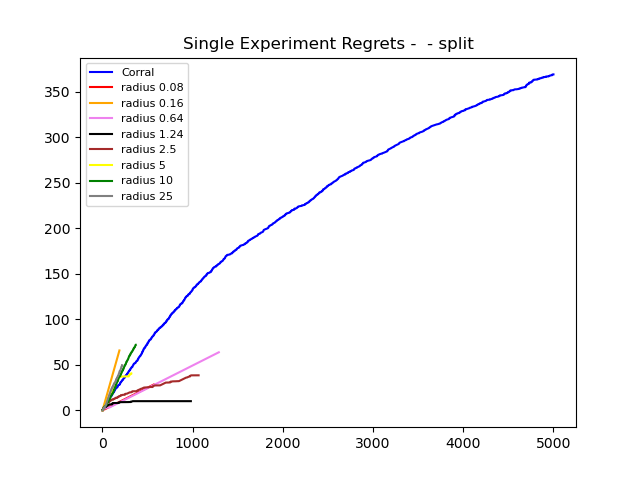 Single Experiment Regrets -  - split
Corral
radius 0.08
radius 0.16
radius 0.64
radius 1.24
radius 2.5
radius 5
radius 10
radius 25
350
300
250
200
150
100
50
0
0 1000 2000 3000 4000 5000